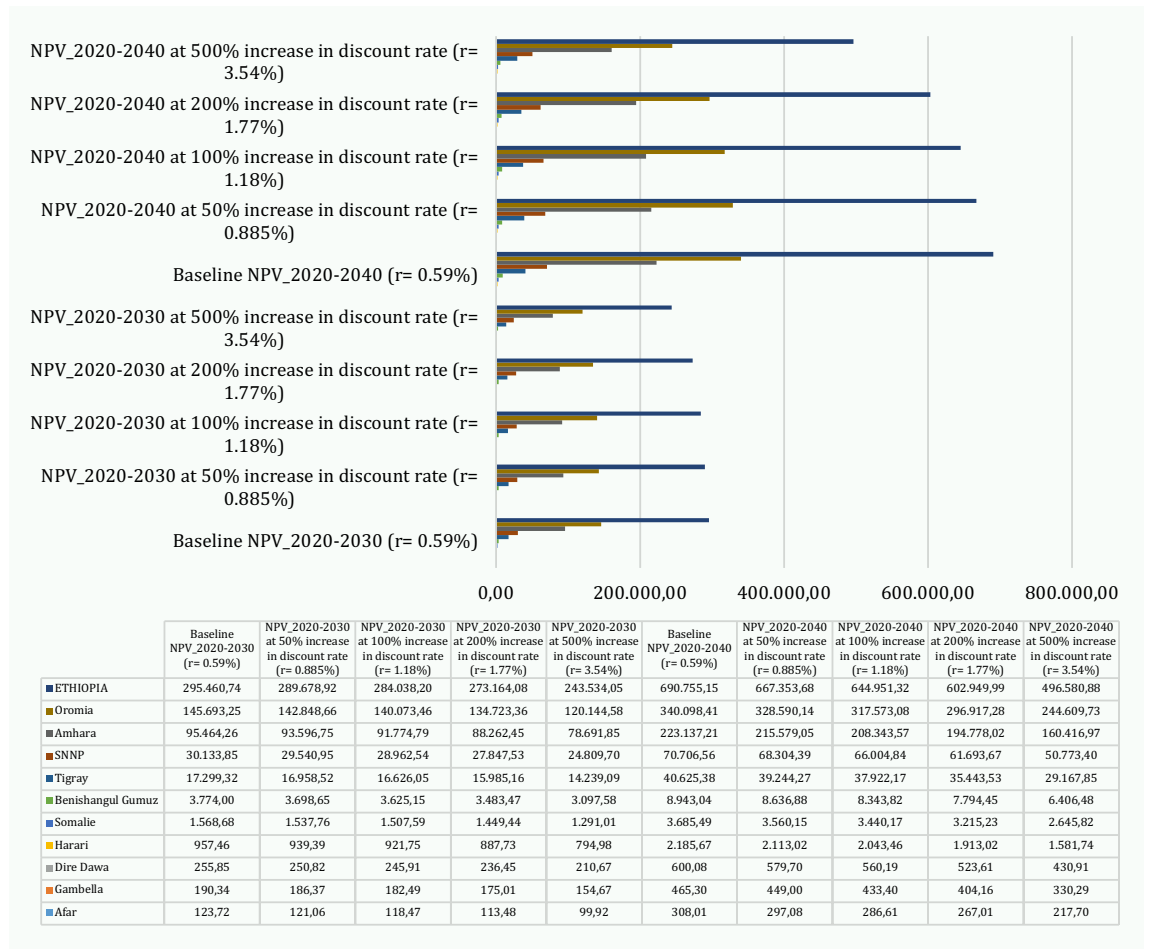 NPV_2020-2040 at 500% increase in discount rate (r=
3.54%)
NPV_2020-2040 at 200% increase in discount rate (r=
1.77%)
NPV_2020-2040 at 100% increase in discount rate (r=
1.18%)
NPV_2020-2040 at 50% increase in discount rate (r=
0.885%)
Baseline NPV_2020-2040 (r= 0.59%)
NPV_2020-2030 at 500% increase in discount rate (r=
3.54%)
NPV_2020-2030 at 200% increase in discount rate (r=
1.77%)
NPV_2020-2030 at 100% increase in discount rate (r=
1.18%)
NPV_2020-2030 at 50% increase in discount rate (r=
0.885%)
Baseline NPV_2020-2030 (r= 0.59%)
0,00 200.000,00 400.000,00 600.000,00 800.000,00
Baseline NPV_2020-2030 (r= 0.59%)
NPV_2020-2030 at 50% increase in discount rate (r= 0.885%)
NPV_2020-2030 at 100% increase in discount rate (r= 1.18%)
NPV_2020-2030 at 200% increase in discount rate (r= 1.77%)
NPV_2020-2030 at 500% increase in discount rate (r= 3.54%)
Baseline NPV_2020-2040 (r= 0.59%)
NPV_2020-2040 at 50% increase in discount rate (r= 0.885%)
NPV_2020-2040 at 100% increase in discount rate (r= 1.18%)
NPV_2020-2040 at 200% increase in discount rate (r= 1.77%)
NPV_2020-2040 at 500% increase in discount rate (r= 3.54%)
ETHIOPIA 295.460,74 289.678,92 284.038,20 273.164,08 243.534,05 690.755,15 667.353,68 644.951,32 602.949,99 496.580,88
Oromia 145.693,25 142.848,66 140.073,46 134.723,36 120.144,58 340.098,41 328.590,14 317.573,08 296.917,28 244.609,73
Amhara 95.464,26 93.596,75 91.774,79 88.262,45 78.691,85 223.137,21 215.579,05 208.343,57 194.778,02 160.416,97
SNNP 30.133,85 29.540,95 28.962,54 27.847,53 24.809,70 70.706,56 68.304,39 66.004,84 61.693,67 50.773,40
Tigray 17.299,32 16.958,52 16.626,05 15.985,16 14.239,09 40.625,38 39.244,27 37.922,17 35.443,53 29.167,85
Benishangul Gumuz 3.774,00 3.698,65 3.625,15 3.483,47 3.097,58 8.943,04 8.636,88 8.343,82 7.794,45 6.406,48
Somalie 1.568,68 1.537,76 1.507,59 1.449,44 1.291,01 3.685,49 3.560,15 3.440,17 3.215,23 2.645,82
Harari 957,46 939,39 921,75 887,73 794,98 2.185,67 2.113,02 2.043,46 1.913,02 1.581,74
Dire Dawa 255,85 250,82 245,91 236,45 210,67 600,08 579,70 560,19 523,61 430,91
Gambella 190,34 186,37 182,49 175,01 154,67 465,30 449,00 433,40 404,16 330,29
Afar 123,72 121,06 118,47 113,48 99,92 308,01 297,08 286,61 267,01 217,70